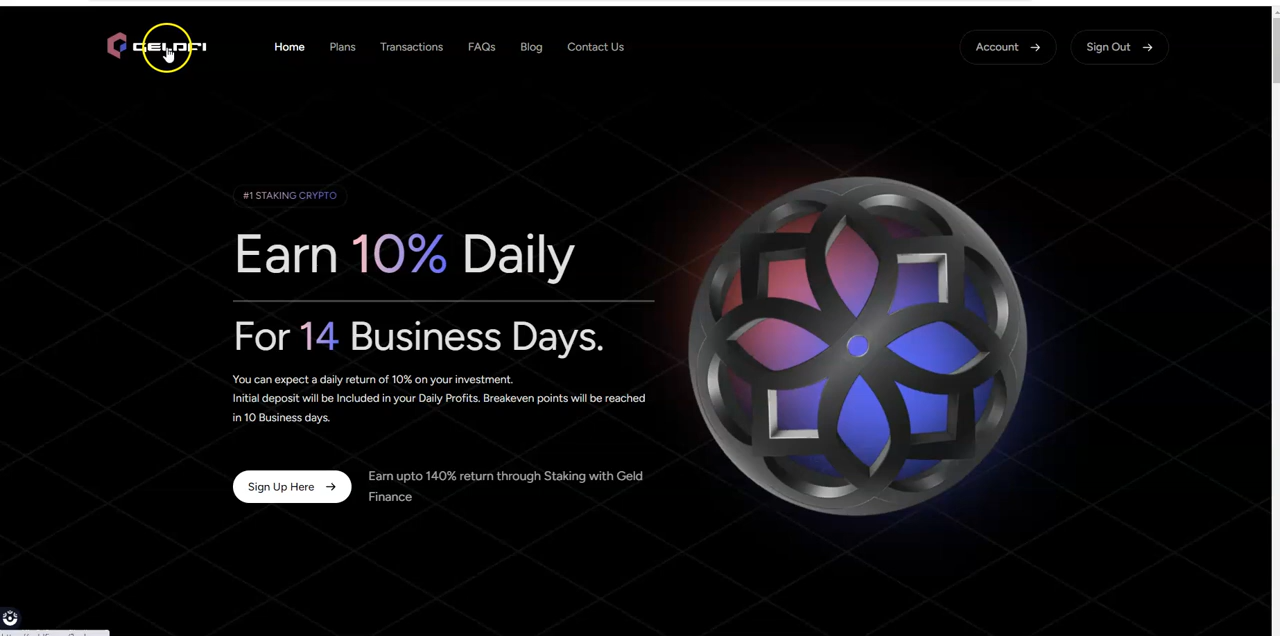 GELDFI
Home Plans Transactions FAQs Blog Contact Us Account Sign Out
#1 STAKING CRYPTO
Earn 10% Daily
For 14 Business Days.
You can expect a daily return of 10% on your investment.
Initial deposit will be Included in your Daily Profits. Breakeven points will be reached
in 10 Business days.
Sign Up Here
Earn upto 140% return through Staking with Geld
Finance